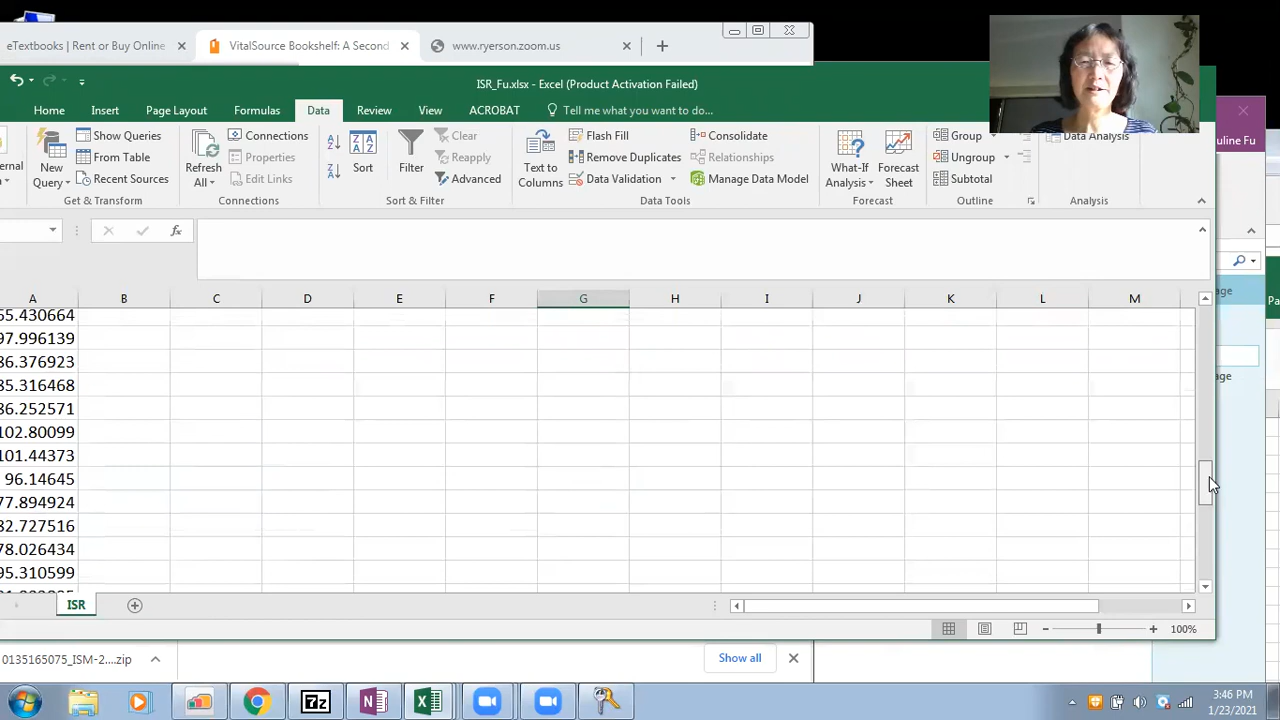 eTextbooks | Rent or Buy Online
VitalSource Bookshelf: A Second
www.ryerson.zoom.us
ISR_Fu.xlsx - Excel (Product Activation Failed)
Home Insert Page Layout Formulas Data Review View ACROBAT Tell me what you want to do...
uline Fu
New Query
Show Queries
From Table
Recent Sources
Get & Transform
Refresh All
Connections
Properties
Edit Links
Connections
Sort
Filter
Clear
Reapply
Advanced
Sort & Filter
Text to Columns
Flash Fill
Remove Duplicates
Data Validation
Consolidate
Relationships
Manage Data Model
Data Tools
What-If Analysis
Forecast Sheet
Forecast
Group
Ungroup
Subtotal
Outline
Data Analysis
Analysis
fx
A B C D E F G H I J K L M
55.430664
97.996139
86.376923
85.316468
86.252571
102.80099
101.44373
96.14645
77.894924
82.727516
78.026434
95.310599
ISR
100%
0135165075_ISM-2....zip
Show all
3:46 PM
1/23/2021